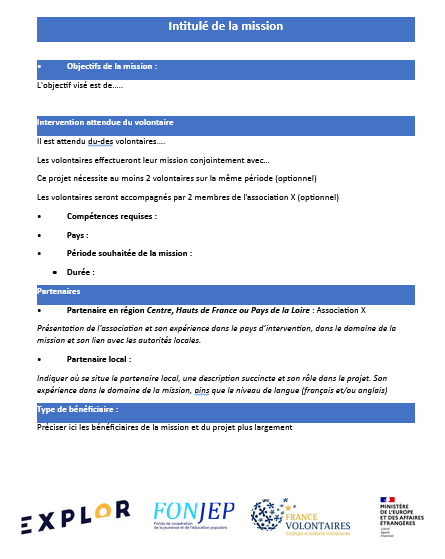 Intitulé de la mission
• Objectifs de la mission :
L'objectif visé est de.....
Intervention attendue du volontaire
Il est attendu du-des volontaires....
Les volontaires effectueront leur mission conjointement avec...
Ce projet nécessite au moins 2 volontaires sur la même période (optionnel)
Les volontaires seront accompagnés par 2 membres de l'association X (optionnel)
• Compétences requises :
• Pays :
• Période souhaitée de la mission :
• Durée :
Partenaires
• Partenaire en région Centre, Hauts de France ou Pays de la Loire : Association X
Présentation de l'association et son expérience dans le pays d'intervention, dans le domaine de la
mission et son lien avec les autorités locales.
• Partenaire local :
Indiquer où se situe le partenaire local, une description succincte et son rôle dans le projet. Son
expérience dans le domaine de la mission, ains que le niveau de langue (français et/ou anglais)
Type de bénéficiaire :
Préciser ici les bénéficiaires de la mission et du projet plus largement
EXPLOR
FONJEP
Fonds de coopération
de la jeunesse et de l'éducation populaire
FRANCE
VOLONTAIRES
Echanges et solidarité internationales
MINISTÈRE
DE L'EUROPE
ET DES AFFAIRES
ÉTRANGÈRES
Liberté
Égalité
Fraternité